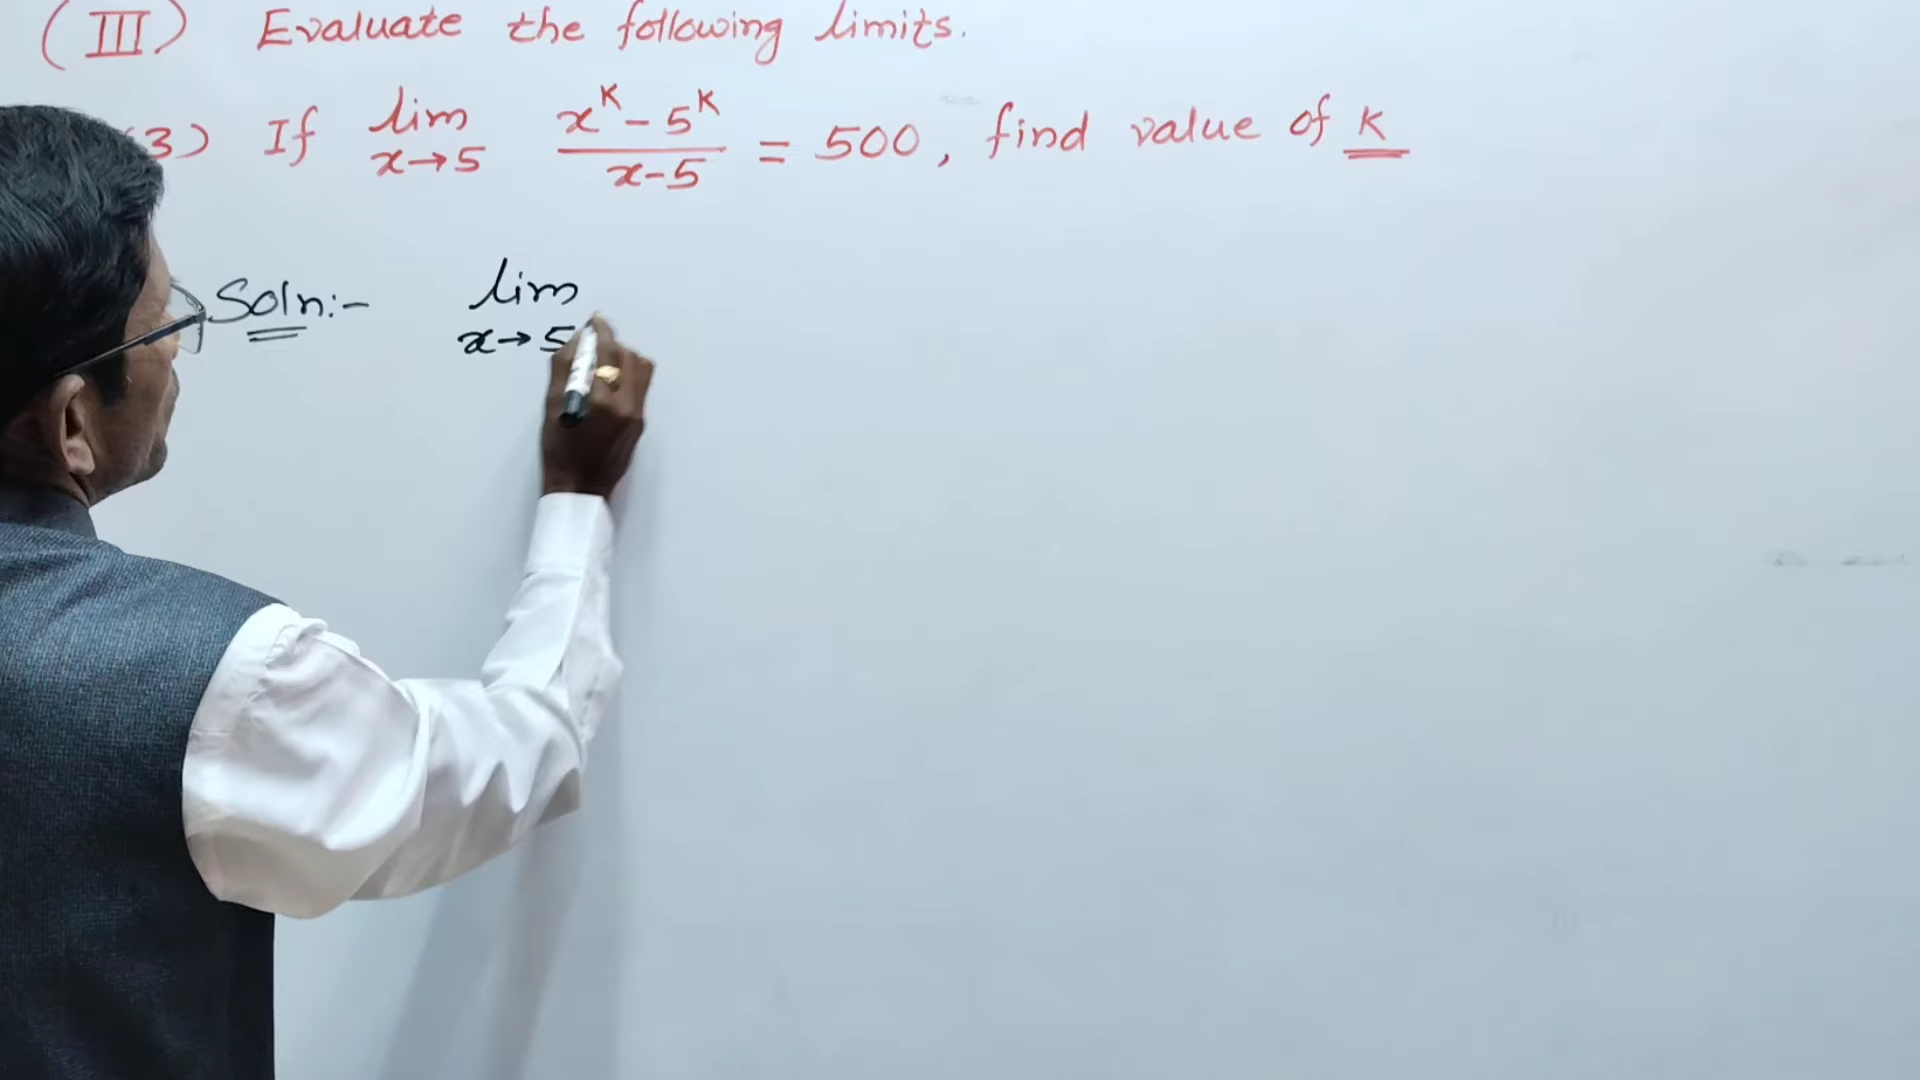 (III) Evaluate the following limits.
3) If lim x→5 x^k - 5^k / x-5 = 500, find value of k
Soln:- lim x→5